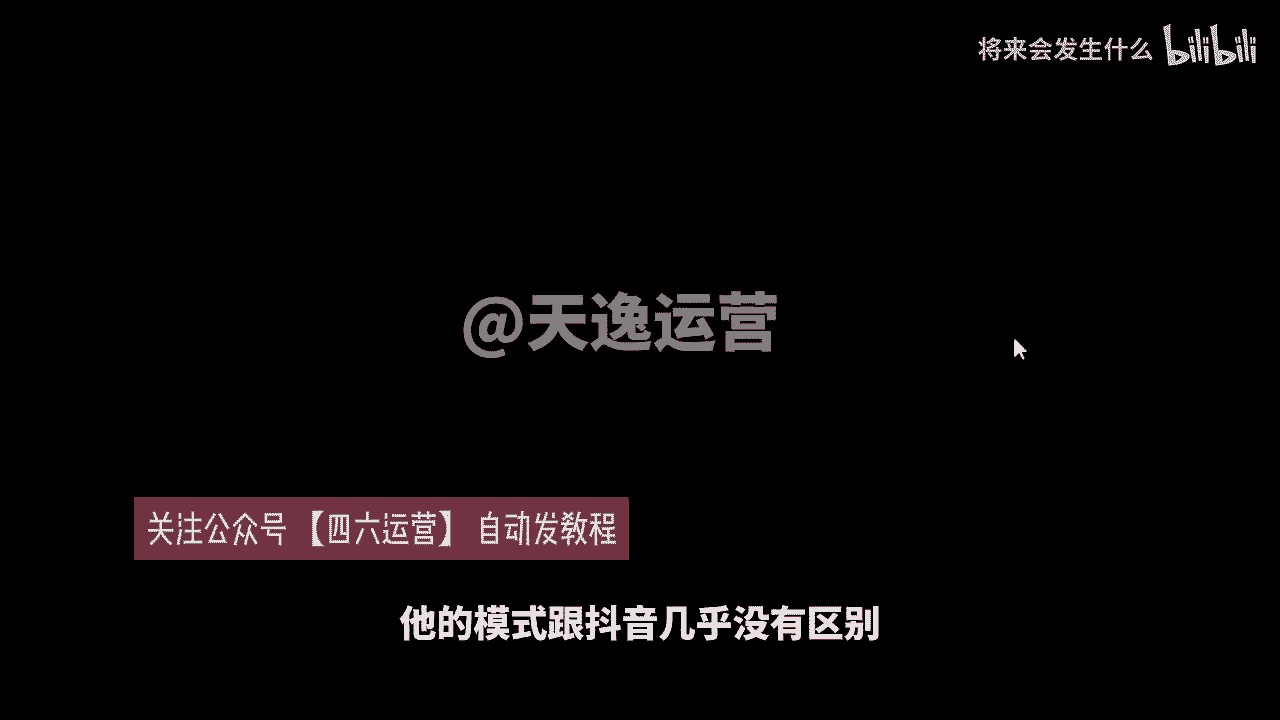 将来会发生什么 bilibili
@天逸运营
关注公众号 【四六运营】 自动发教程
他的模式跟抖音几乎没有区别